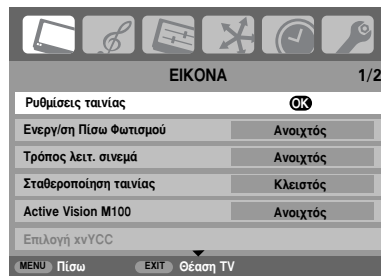 ΕΙΚΟΝΑ 1/2
Ρυθμίσεις ταινίας OK
Ενεργ/ση Πίσω Φωτισμού Ανοιχτός
Τρόπος λειτ. σινεμά Ανοιχτός
Σταθεροποίηση ταινίας Κλειστός
Active Vision M100 Ανοιχτός
Επιλογή xvYCC
MENU Πίσω EXIT Θέαση TV